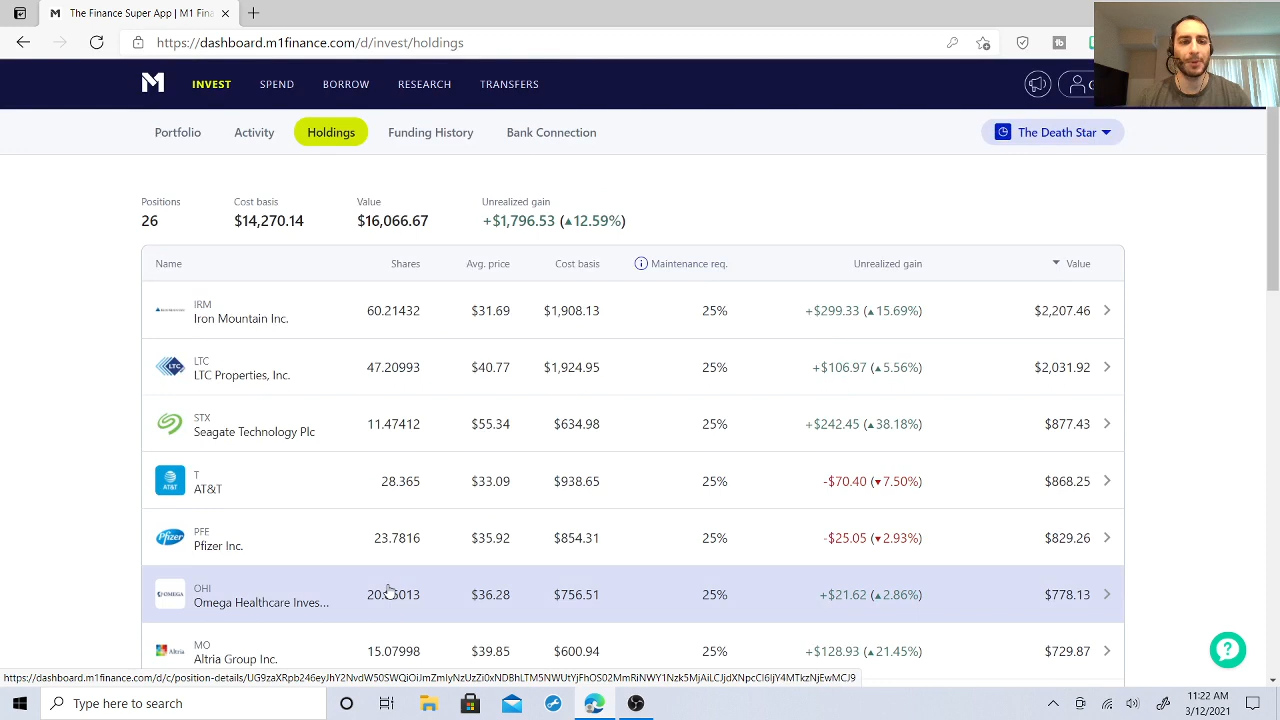 The Finance Super App | M1 Fina
https://dashboard.m1finance.com/d/invest/holdings
INVEST SPEND BORROW RESEARCH TRANSFERS
Portfolio Activity Holdings Funding History Bank Connection The Death Star
Positions Cost basis Value Unrealized gain
26 $14,270.14 $16,066.67 +$1,796.53 (▲12.59%)
Name Shares Avg. price Cost basis Maintenance req. Unrealized gain Value
IRM
Iron Mountain Inc. 60.21432 $31.69 $1,908.13 25% +$299.33 (▲15.69%) $2,207.46
LTC
LTC Properties, Inc. 47.20993 $40.77 $1,924.95 25% +$106.97 (▲5.56%) $2,031.92
STX
Seagate Technology Plc 11.47412 $55.34 $634.98 25% +$242.45 (▲38.18%) $877.43
T
AT&T 28.365 $33.09 $938.65 25% -$70.40 (▼7.50%) $868.25
PFE
Pfizer Inc. 23.7816 $35.92 $854.31 25% -$25.05 (▼2.93%) $829.26
OHI
Omega Healthcare Inves... $36.28 $756.51 25% +$21.62 (▲2.86%) $778.13
MO
Altria Group Inc. 15.07998 $39.85 $600.94 25% +$128.93 (▲21.45%) $729.87
Type here to search
11:22 AM
3/12/2021